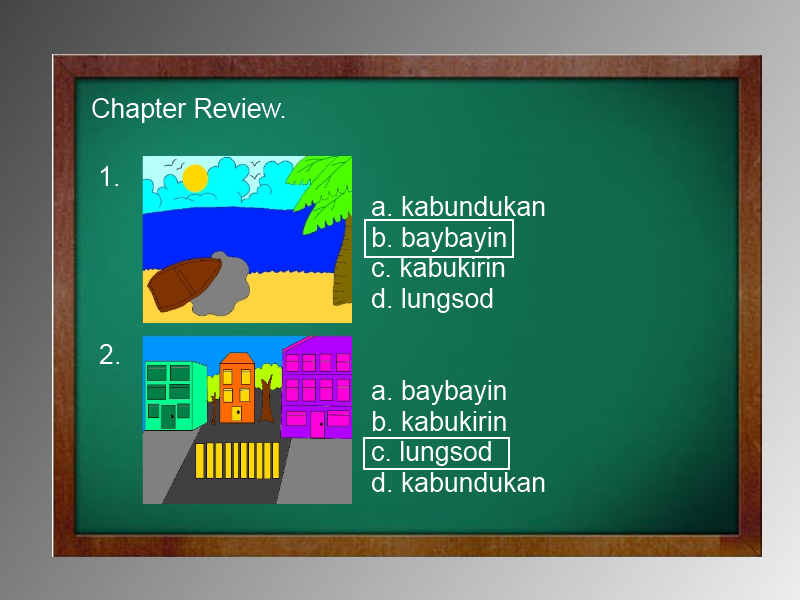 Chapter Review.
1.
a. kabundukan
b. baybayin
c. kabukirin
d. lungsod
2.
a. baybayin
b. kabukirin
c. lungsod
d. kabundukan